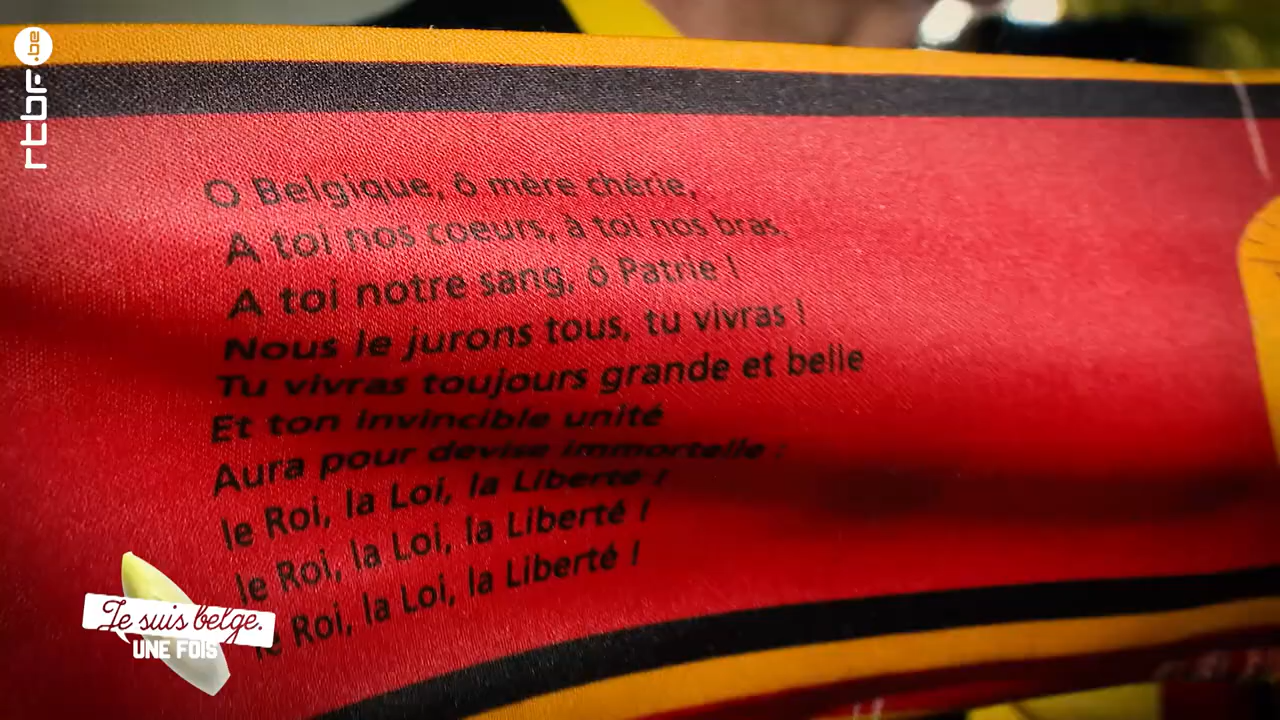 rtbf.be
O Belgique, ô mère chérie,
A toi nos coeurs, à toi nos bras,
A toi notre sang, ô Patrie !
Nous le jurons tous, tu vivras !
Tu vivras toujours grande et belle
Et ton invincible unité
Aura pour devise immortelle :
le Roi, la Loi, la Liberté !
le Roi, la Loi, la Liberté !
le Roi, la Loi, la Liberté !
Je suis belge.
UNE FOIS